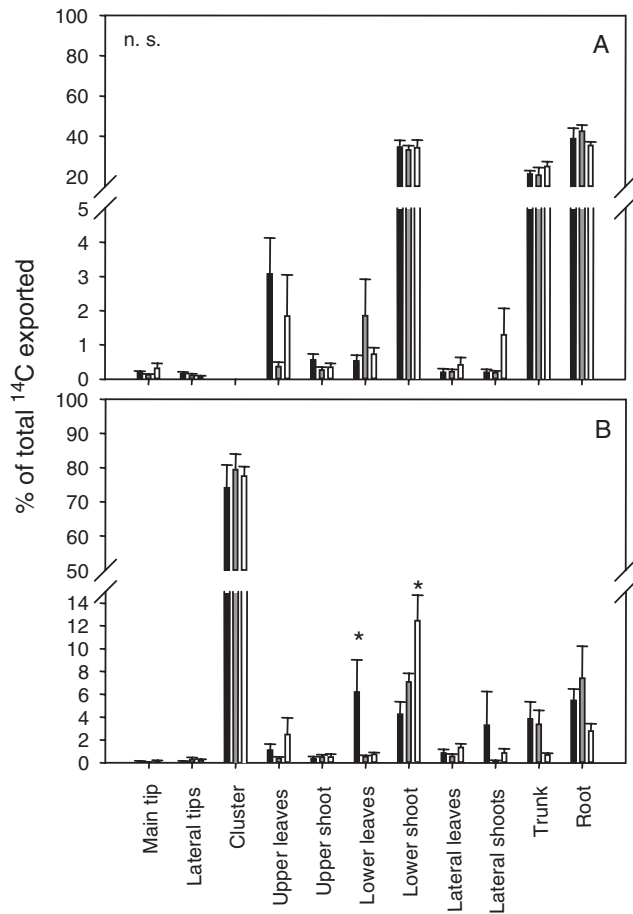 100
n. s.
A
80
60
40
20
5
4
3
2
1
0
% of total 14C exported
100
B
90
80
70
60
50
14
12
10
8
6
4
2
0
*
*
Main tip
Lateral tips
Cluster
Upper leaves
Upper shoot
Lower leaves
Lower shoot
Lateral leaves
Lateral shoots
Trunk
Root